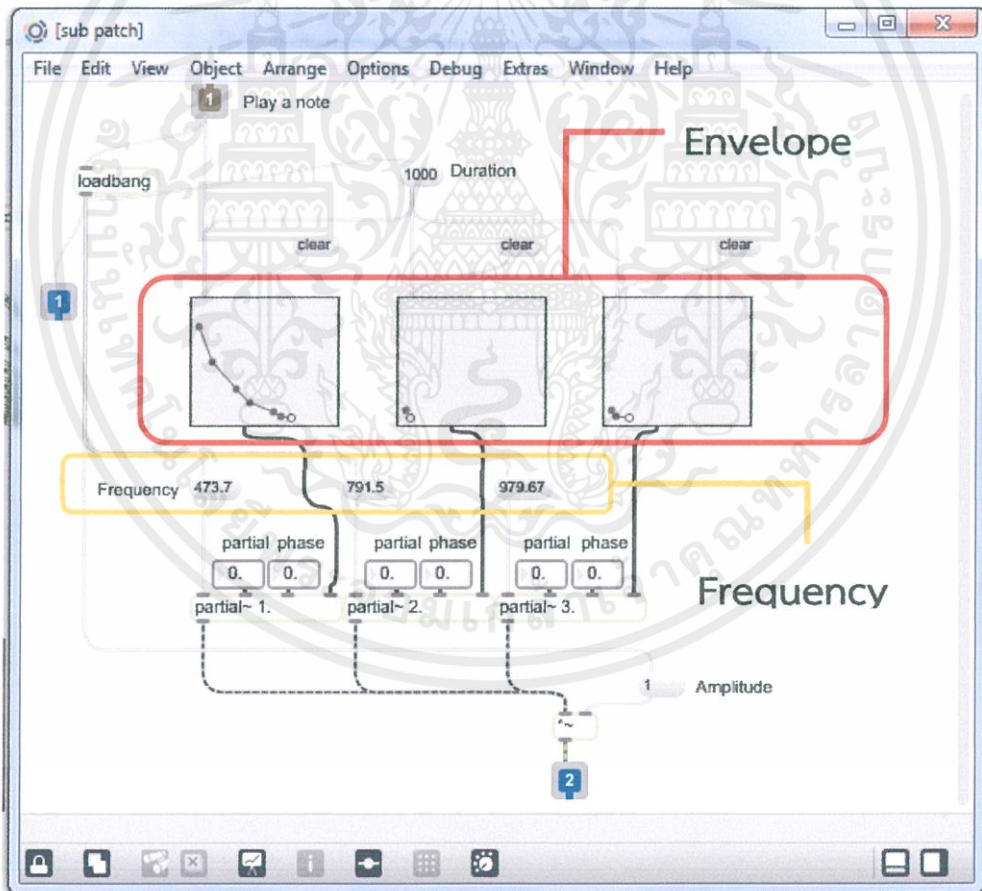 [sub patch]
File Edit View Object Arrange Options Debug Extras Window Help
1 Play a note
Envelope
loadbang
1000 Duration
clear clear clear
1
Frequency 473.7 791.5 979.67
partial phase partial phase partial phase
0. 0. 0. 0. 0. 0.
partial~ 1. partial~ 2. partial~ 3.
Frequency
1 Amplitude
*~
2